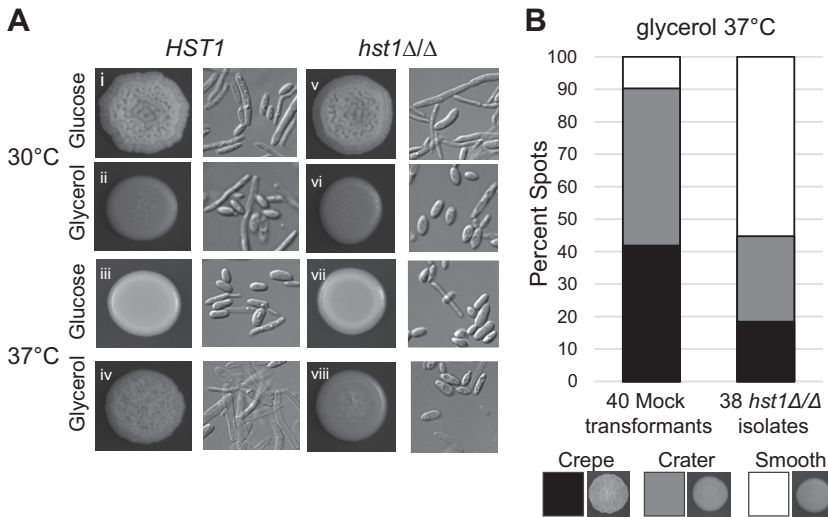 A
HST1
hst1Δ/Δ
30°C
Glucose
i
v
Glycerol
ii
vi
37°C
Glucose
iii
vii
Glycerol
iv
viii
B
glycerol 37°C
Percent Spots
100
90
80
70
60
50
40
30
20
10
0
40 Mock transformants
38 hst1Δ/Δ isolates
Crepe
Crater
Smooth